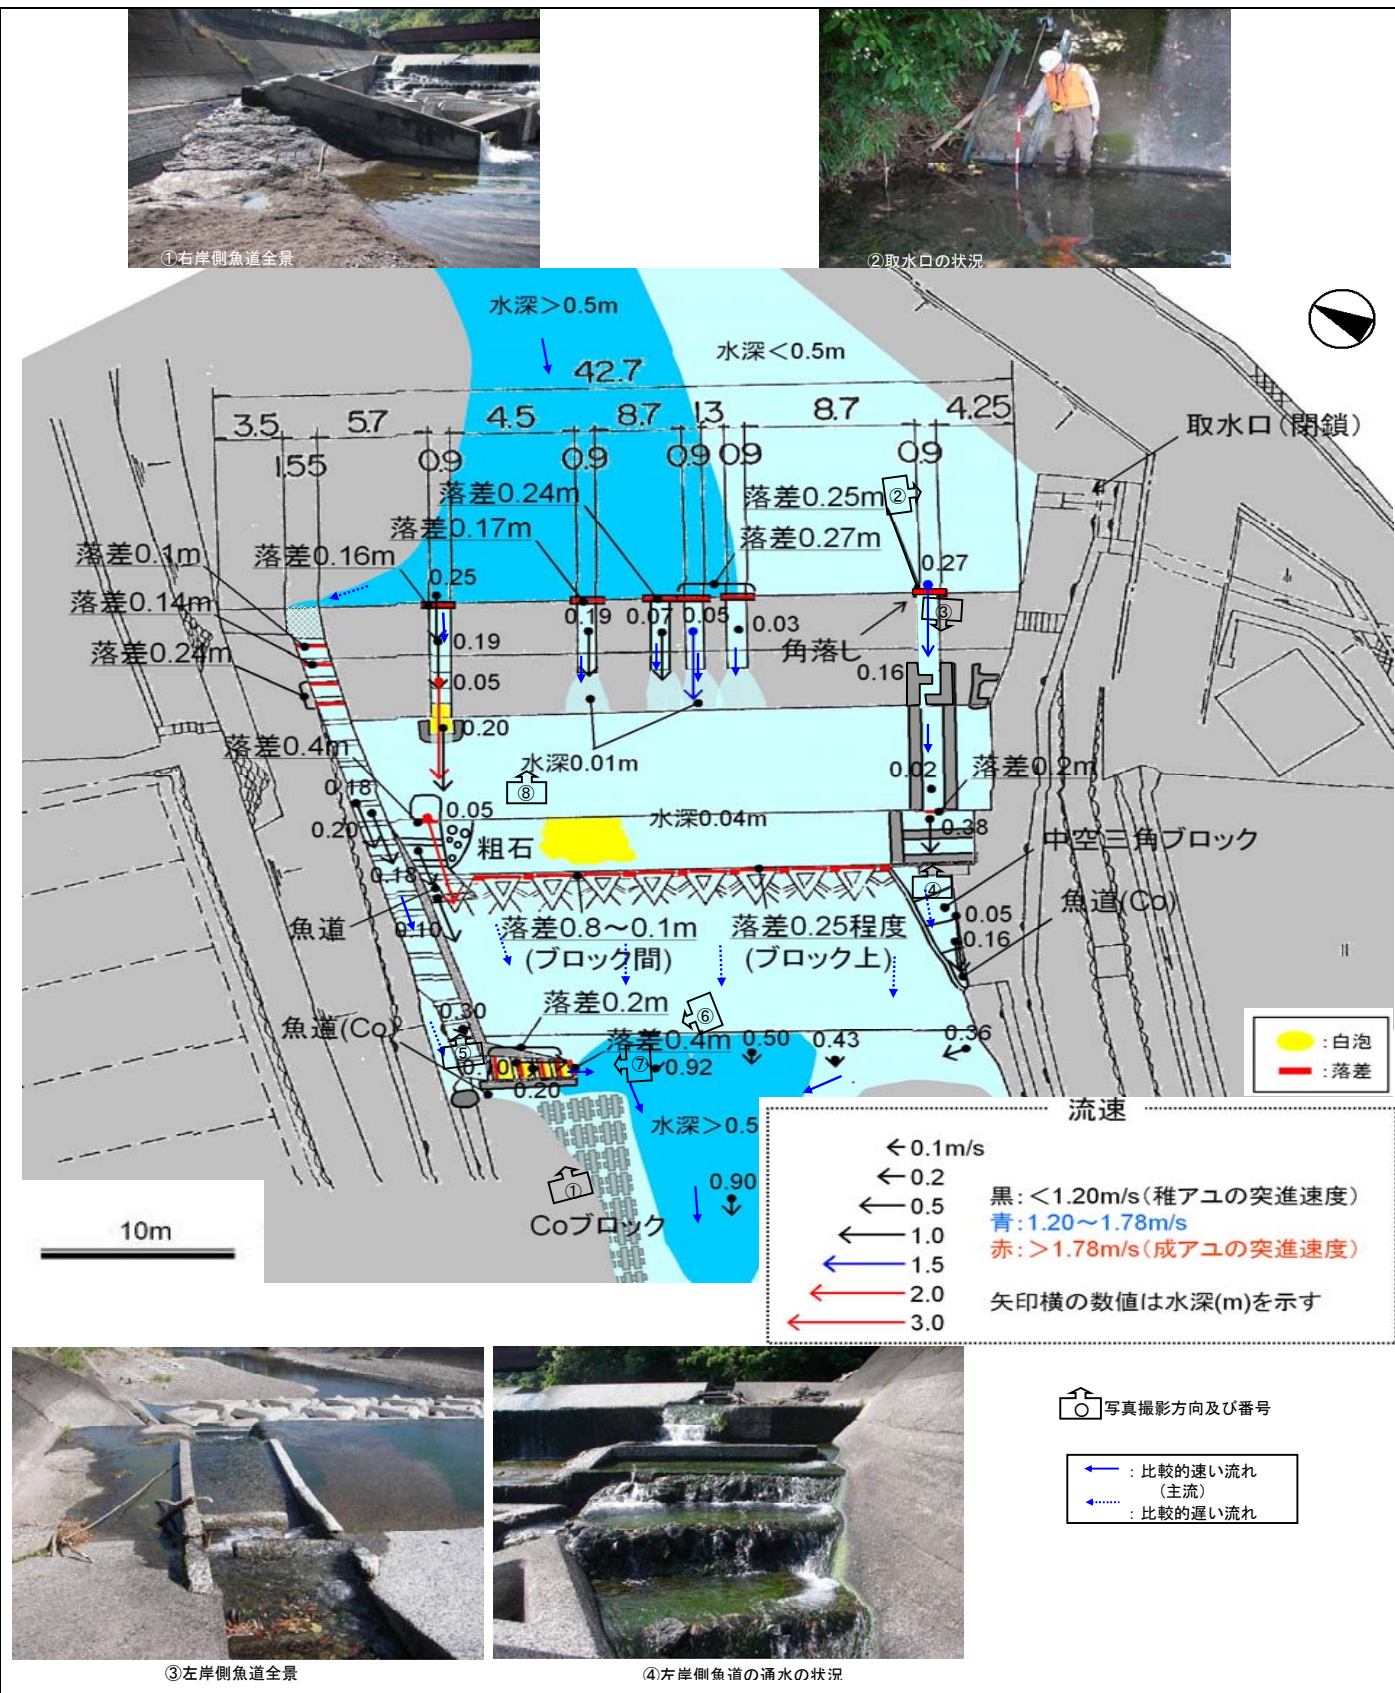 ①右岸側魚道全景
②取水口の状況
水深＞0.5m
水深＜0.5m
42.7
3.5
5.7
4.5
8.7
1.3
8.7
4.25
取水口（閉鎖）
1.55
0.9
0.9
0.9
0.9
0.9
落差0.24m
落差0.25m
②
落差0.17m
落差0.27m
落差0.1m
落差0.16m
0.25
0.27
落差0.14m
0.19
0.07
0.05
0.03
③
落差0.24m
0.19
角落し
0.05
0.16
0.20
落差0.4m
水深0.01m
0.02
落差0.2m
0.18
⑧
0.05
水深0.04m
0.38
0.20
粗石
中空三角ブロック
0.18
④
魚道(Co)
魚道
0.10
落差0.8～0.1m
(ブロック間)
落差0.25程度
(ブロック上)
0.05
0.16
落差0.2m
⑥
魚道(Co)
0.30
落差0.4m
0.50
0.43
0.36
⑤
⑦
0.92
0.20
：白泡
：落差
水深＞0.5
流速
0.1m/s
0.2
0.5
1.0
1.5
2.0
3.0
黒：＜1.20m/s（稚アユの突進速度）
青：1.20～1.78m/s
赤：＞1.78m/s（成アユの突進速度）
矢印横の数値は水深(m)を示す
①
0.90
Coブロック
10m
写真撮影方向及び番号
：比較的速い流れ
（主流）
：比較的遅い流れ
③左岸側魚道全景
④左岸側魚道の通水の状況